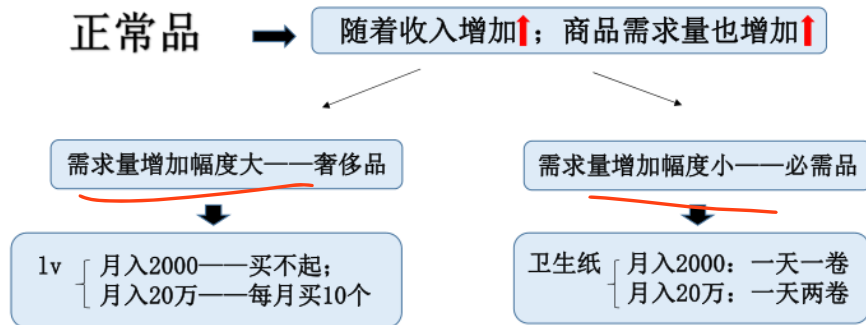 正常品
随着收入增加；商品需求量也增加
需求量增加幅度大——奢侈品
需求量增加幅度小——必需品
lv
月入2000——买不起；
月入20万——每月买10个
卫生纸
月入2000：一天一卷
月入20万：一天两卷